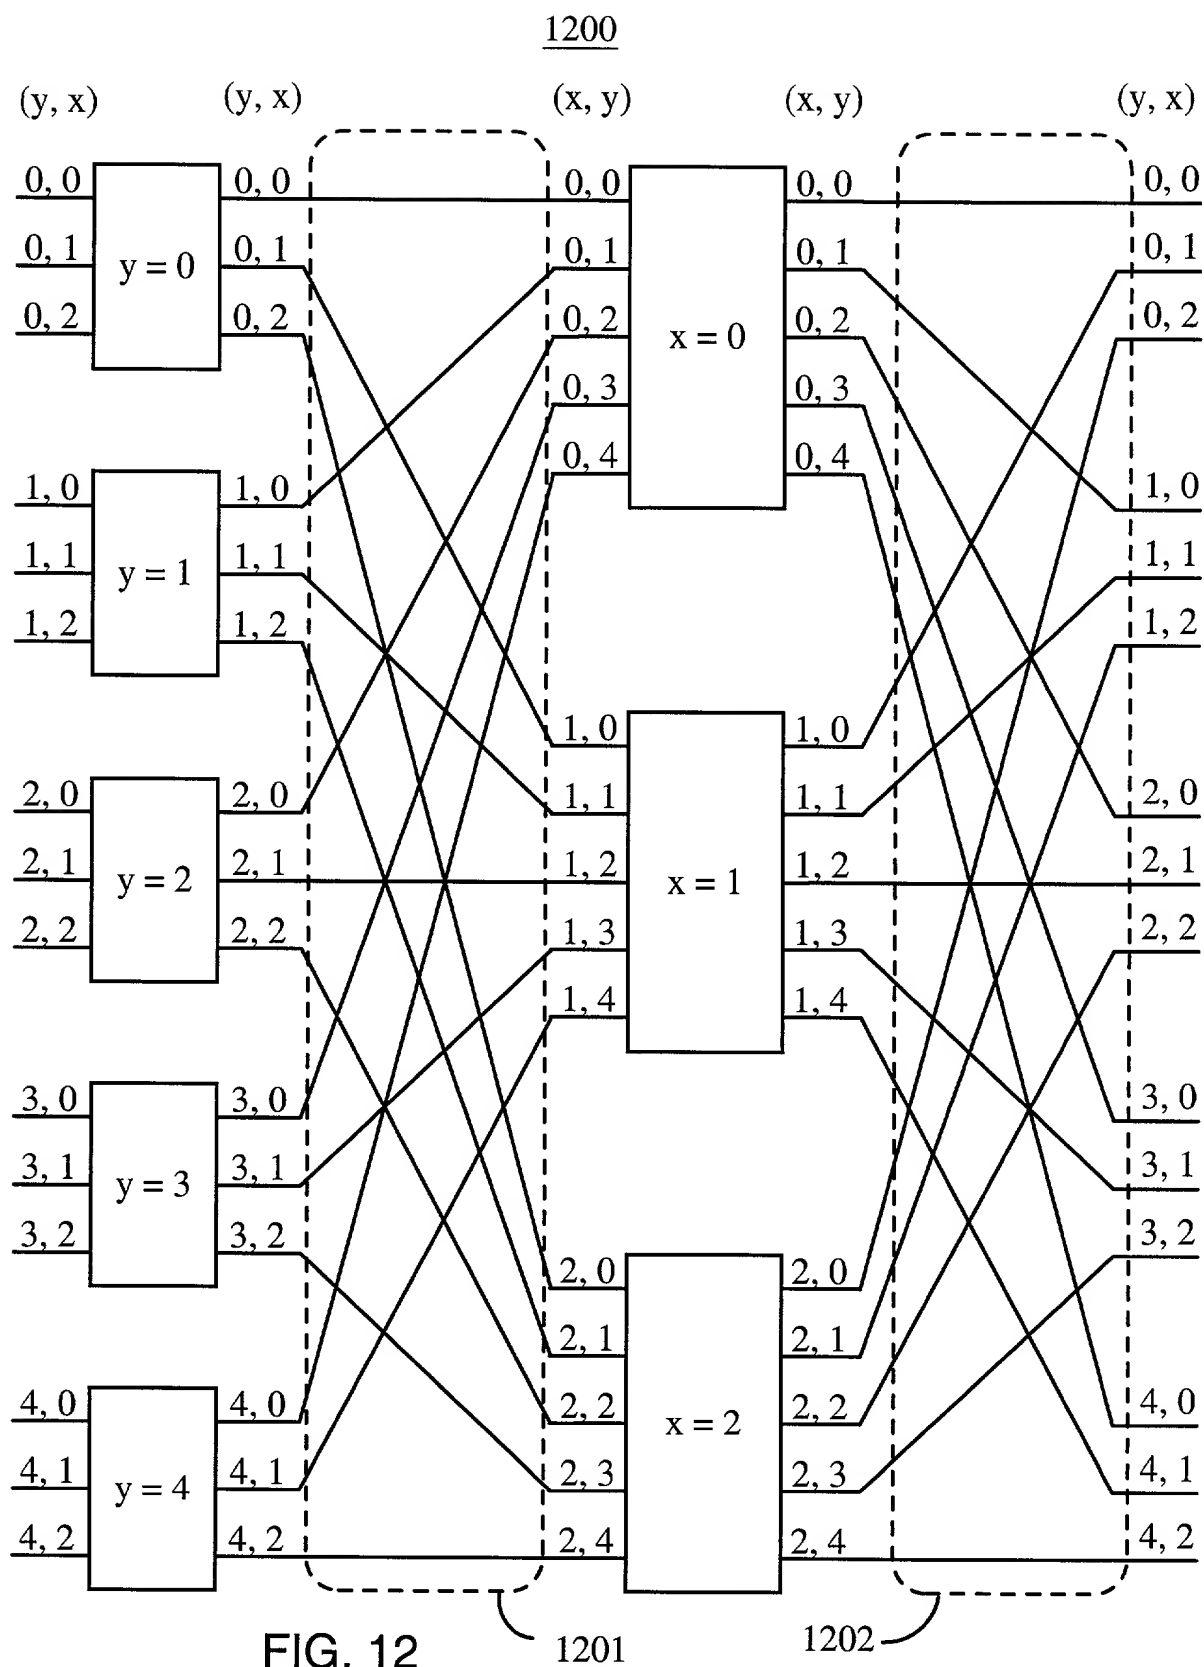 1200
(y, x) (y, x) (x, y) (x, y) (y, x)
0, 0 0, 0 0, 0 0, 0 0, 0
0, 1 y = 0 0, 1 0, 1 0, 1 0, 1
0, 2 0, 2 0, 2 x = 0 0, 2 0, 2
0, 3 0, 3
0, 4 0, 4
1, 0 1, 0 1, 0
1, 1 y = 1 1, 1 1, 1
1, 2 1, 2 1, 2
1, 0 1, 0
2, 0 2, 0 1, 1 1, 1 2, 0
2, 1 y = 2 2, 1 1, 2 x = 1 1, 2 2, 1
2, 2 2, 2 1, 3 1, 3 2, 2
1, 4 1, 4
3, 0 3, 0 3, 0
3, 1 y = 3 3, 1 3, 1
3, 2 3, 2 3, 2
2, 0 2, 0
2, 1 2, 1
4, 0 4, 0 2, 2 x = 2 2, 2 4, 0
4, 1 y = 4 4, 1 2, 3 2, 3 4, 1
4, 2 4, 2 2, 4 2, 4 4, 2
FIG. 12 1201 1202